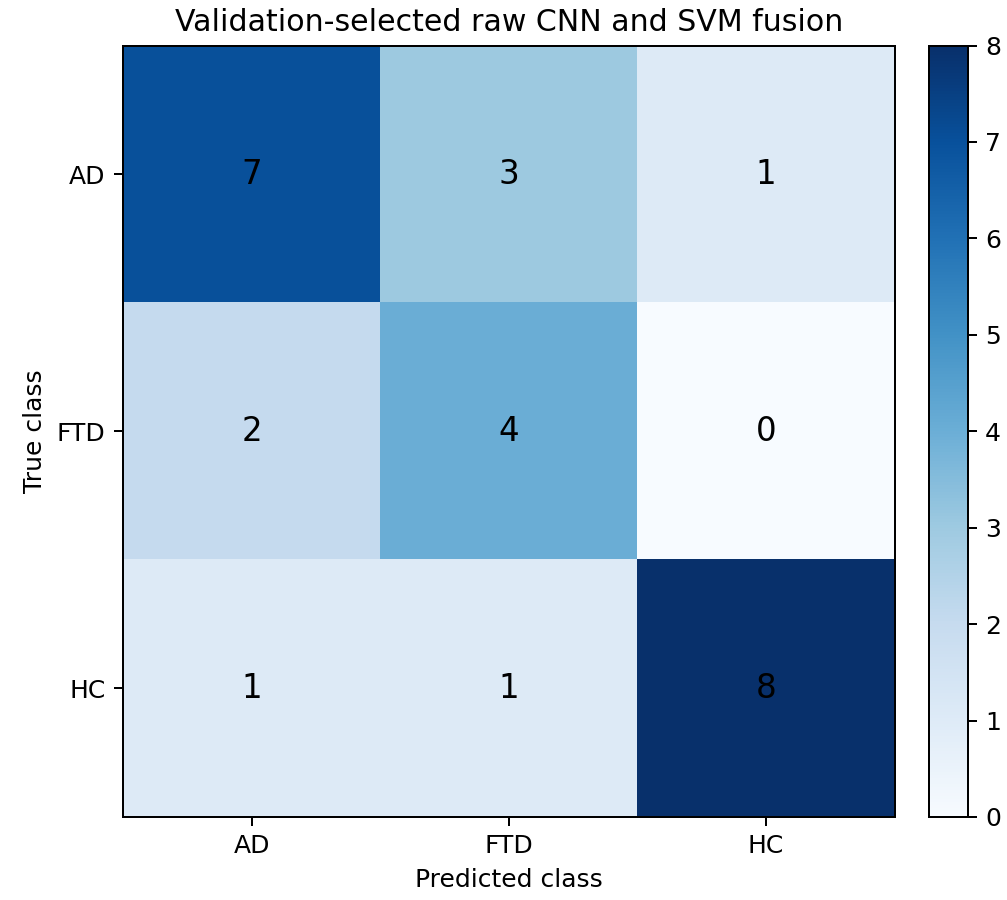 Validation-selected raw CNN and SVM fusion
8
7
6
5
4
3
2
1
0
True class
AD
7 3 1
FTD
2 4 0
HC
1 1 8
AD FTD HC
Predicted class